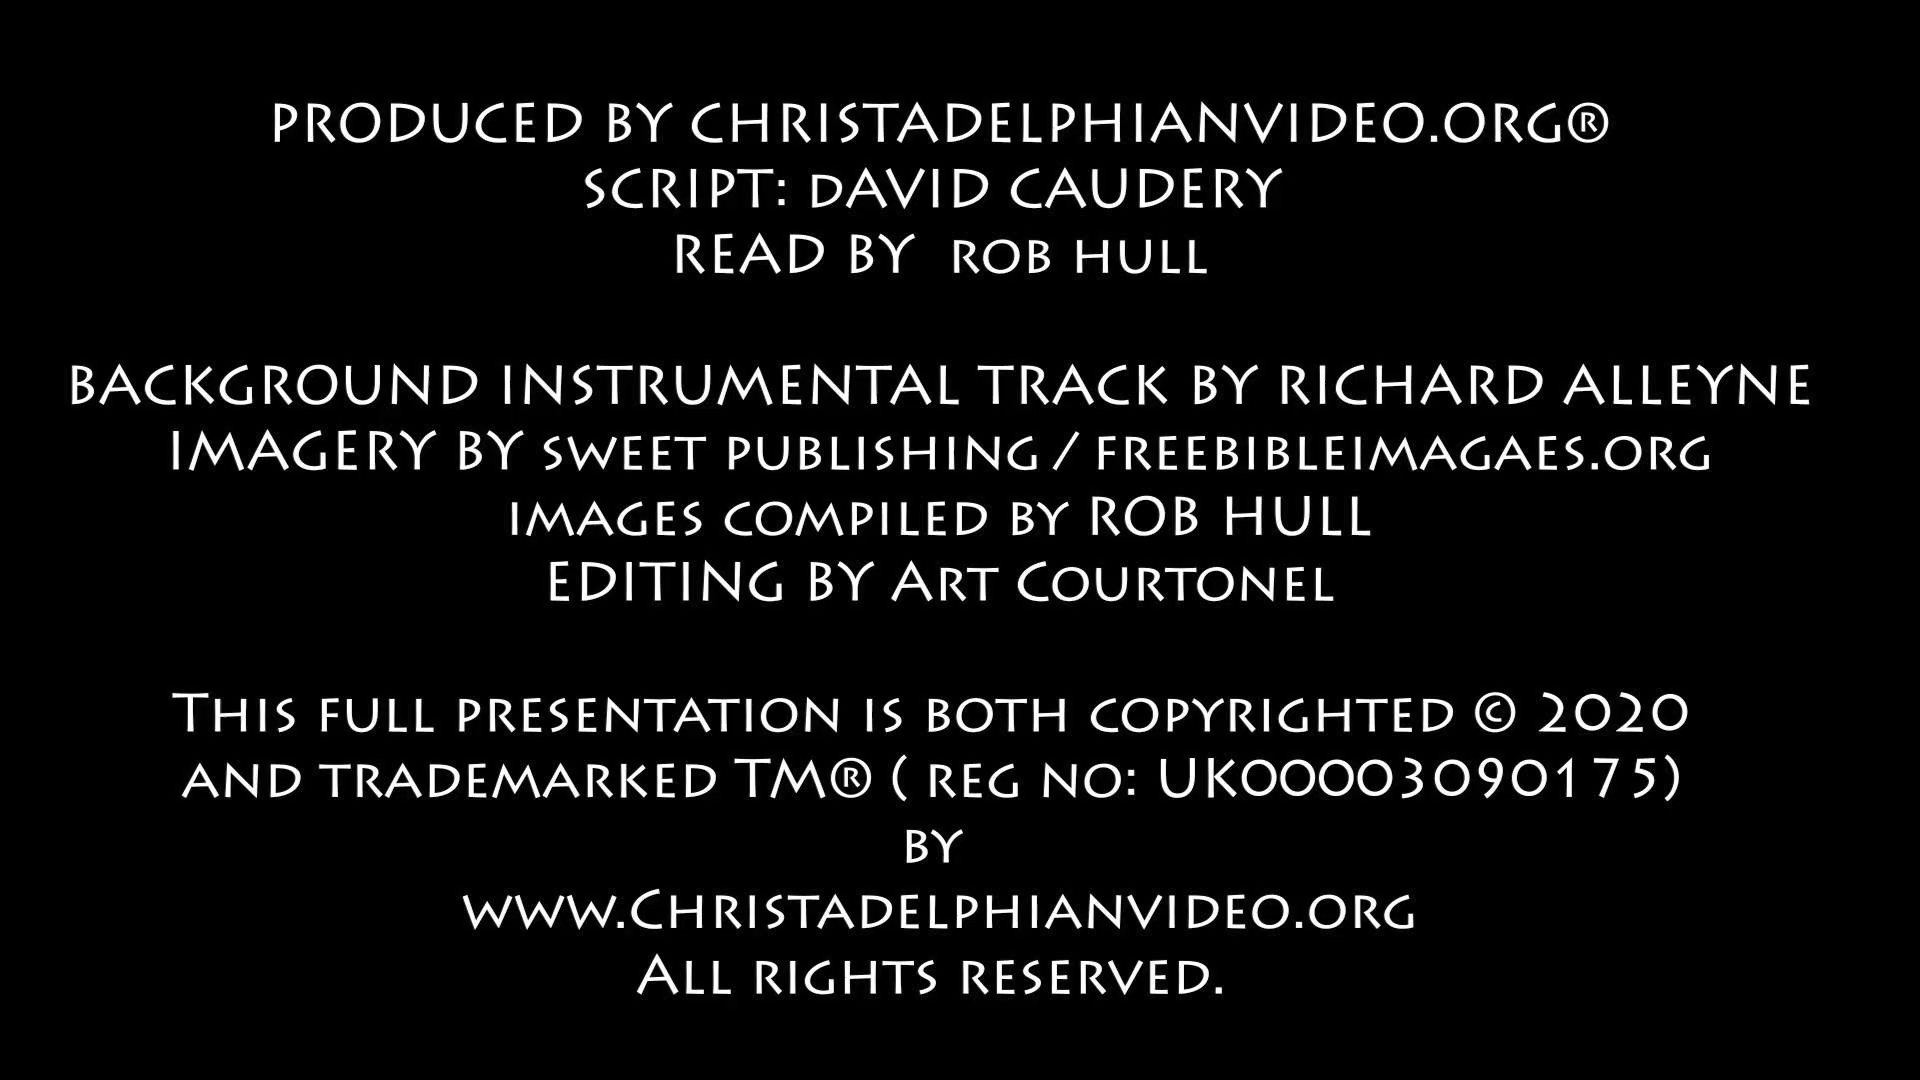 PRODUCED BY CHRISTADELPHIANVIDEO.ORG®
SCRIPT: dAVID CAUDERY
READ BY rob hull
BACKGROUND INSTRUMENTAL TRACK BY RICHARD ALLEYNE
IMAGERY BY sweet publishing / freebibleimagaes.org
images compiled by ROB HULL
EDITING BY Art Courtonel
This full presentation is both copyrighted © 2020
and trademarked TM® ( reg no: UK00003090175)
by
www.Christadelphianvideo.org
All rights reserved.